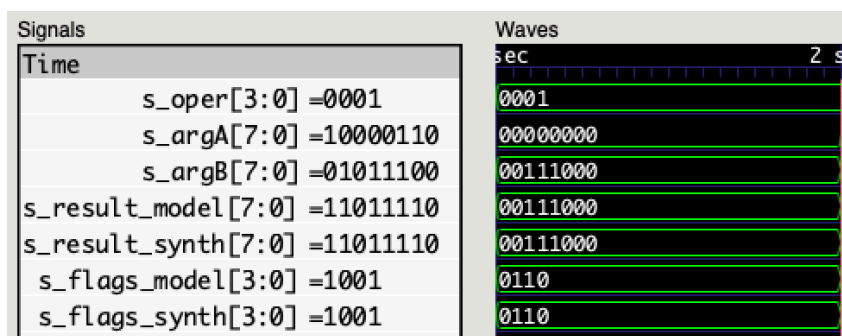 Signals Waves
Time sec 2 s
s_oper[3:0] =0001 0001
s_argA[7:0] =10000110 00000000
s_argB[7:0] =01011100 00111000
s_result_model[7:0] =11011110 00111000
s_result_synth[7:0] =11011110 00111000
s_flags_model[3:0] =1001 0110
s_flags_synth[3:0] =1001 0110